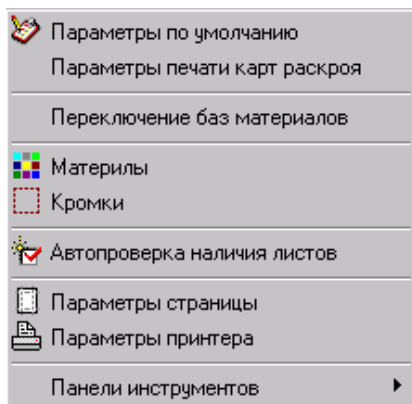 Параметры по умолчанию
Параметры печати карт раскроя
Переключение баз материалов
Материлы
Кромки
Автопроверка наличия листов
Параметры страницы
Параметры принтера
Панели инструментов